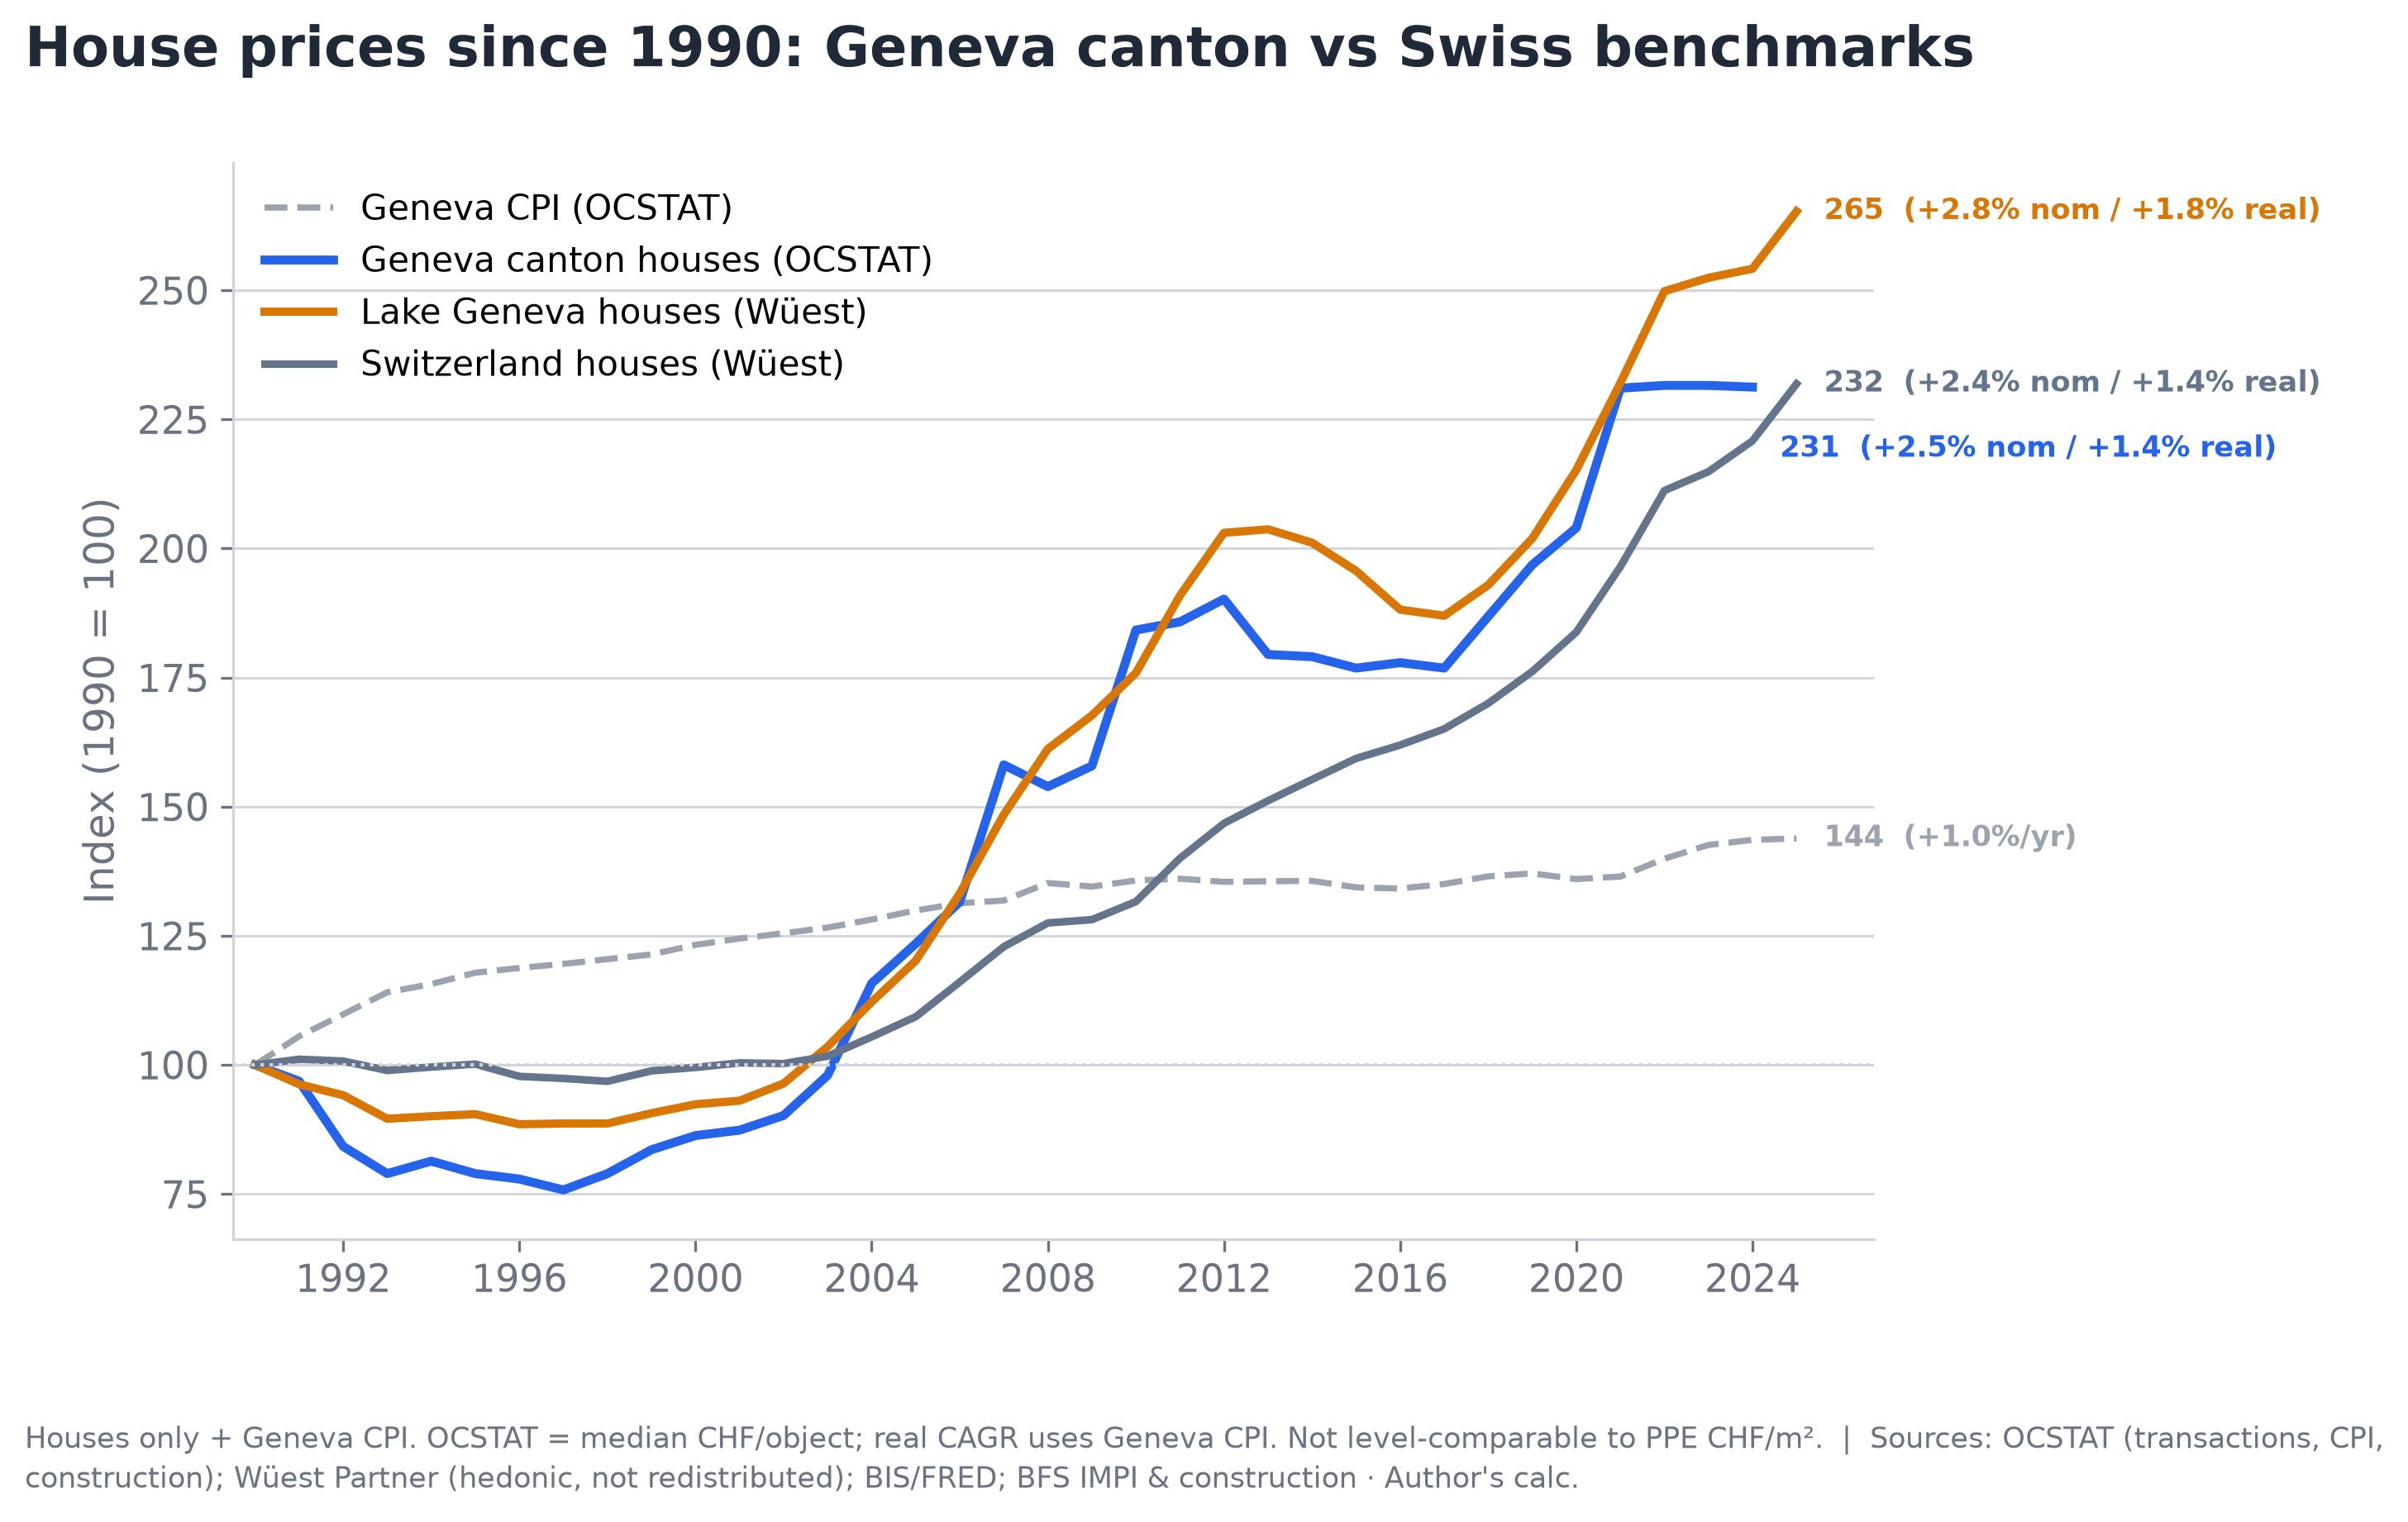 House prices since 1990: Geneva canton vs Swiss benchmarks
Geneva CPI (OCSTAT)
Geneva canton houses (OCSTAT)
Lake Geneva houses (Wüest)
Switzerland houses (Wüest)
Index (1990 = 100)
250
225
200
175
150
125
100
75
265 (+2.8% nom / +1.8% real)
232 (+2.4% nom / +1.4% real)
231 (+2.5% nom / +1.4% real)
144 (+1.0%/yr)
1992 1996 2000 2004 2008 2012 2016 2020 2024
Houses only + Geneva CPI. OCSTAT = median CHF/object; real CAGR uses Geneva CPI. Not level-comparable to PPE CHF/m². | Sources: OCSTAT (transactions, CPI,
construction); Wüest Partner (hedonic, not redistributed); BIS/FRED; BFS IMPI & construction · Author's calc.